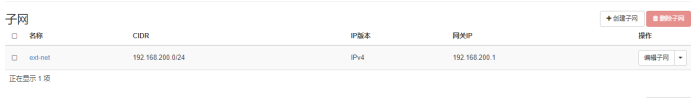 子网
+创建子网 删除子网
名称 CIDR IP版本 网关IP 操作
ext-net 192.168.200.0/24 IPv4 192.168.200.1 编辑子网
正在显示 1 项